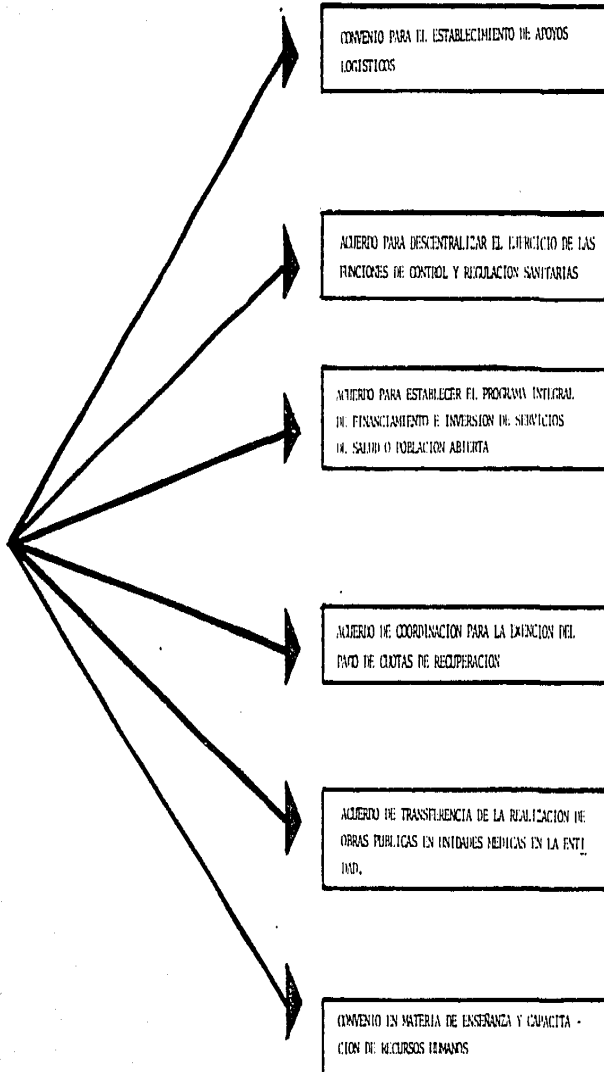 CONVENIO PARA EL ESTABLECIMIENTO DE APOYOS
LOGISTICOS
ACUERDO PARA DESCENTRALIZAR EL EJERCICIO DE LAS
FUNCIONES DE CONTROL Y REGULACION SANITARIAS
ACUERDO PARA ESTABLECER EL PROGRAMA INTEGRAL
DE FINANCIAMIENTO E INVERSION DE SERVICIOS
DE SALUD O POBLACION ABIERTA
ACUERDO DE COORDINACION PARA LA EXENCION DEL
PAGO DE CUOTAS DE RECUPERACION
ACUERDO DE TRANSFERENCIA DE LA REALIZACION DE
OBRAS PUBLICAS EN UNIDADES MEDICAS EN LA ENTI
DAD.
CONVENIO EN MATERIA DE ENSEÑANZA Y CAPACITA -
CION DE RECURSOS HUMANOS